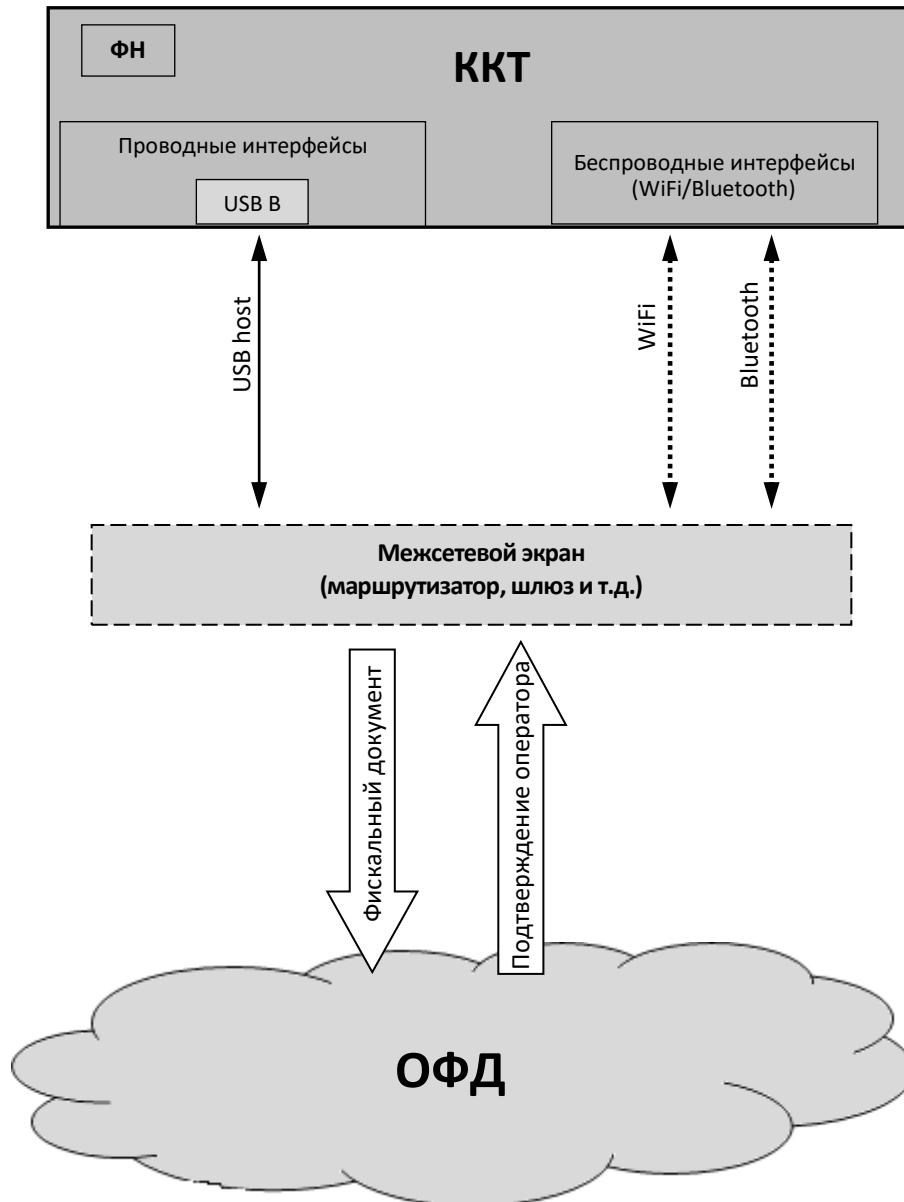 ФН
ККТ
Проводные интерфейсы
USB B
Беспроводные интерфейсы
(WiFi/Bluetooth)
USB host
WiFi
Bluetooth
Межсетевой экран
(маршрутизатор, шлюз и т.д.)
Фискальный документ
Подтверждение оператора
ОФД